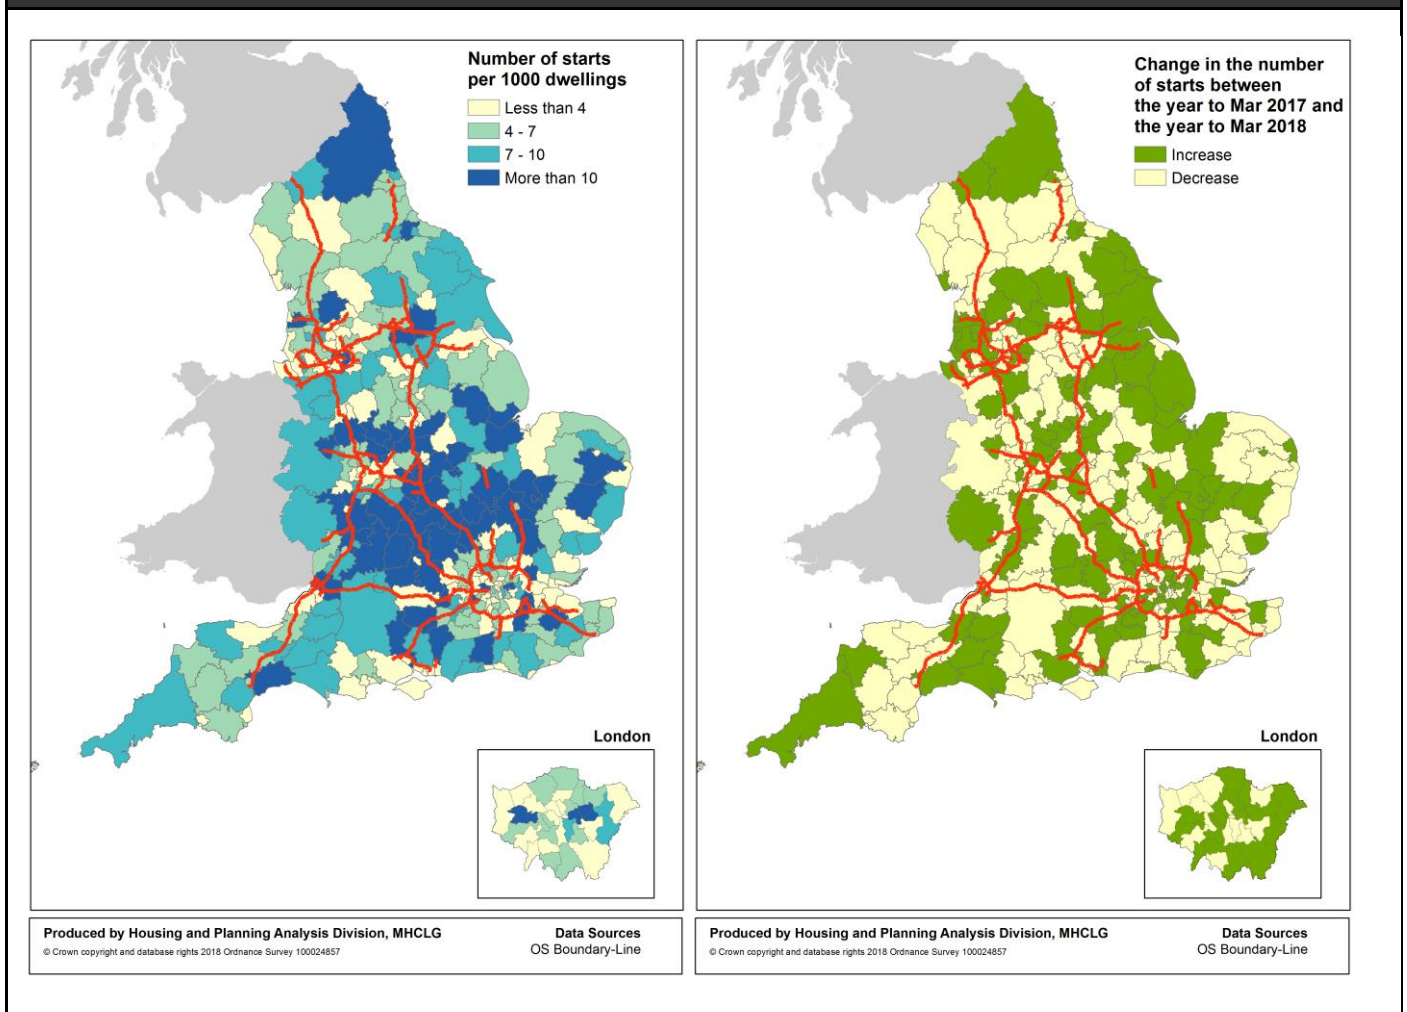 Number of starts
per 1000 dwellings
Less than 4
4 - 7
7 - 10
More than 10
London
Produced by Housing and Planning Analysis Division, MHCLG
© Crown copyright and database rights 2018 Ordnance Survey 100024857
Data Sources
OS Boundary-Line
Change in the number
of starts between
the year to Mar 2017 and
the year to Mar 2018
Increase
Decrease
London
Produced by Housing and Planning Analysis Division, MHCLG
© Crown copyright and database rights 2018 Ordnance Survey 100024857
Data Sources
OS Boundary-Line